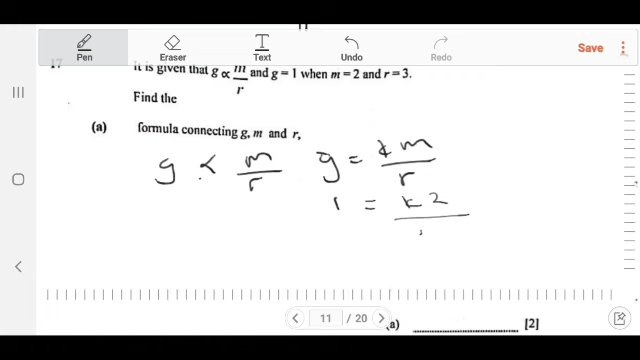 Pen
Eraser
Text
Undo
Redo
Save
17 It is given that g ∝ m/r and g = 1 when m = 2 and r = 3.
Find the
(a) formula connecting g, m and r,
g ∝ m/r g = km/r
1 = k2
11 / 20
(a) [2]